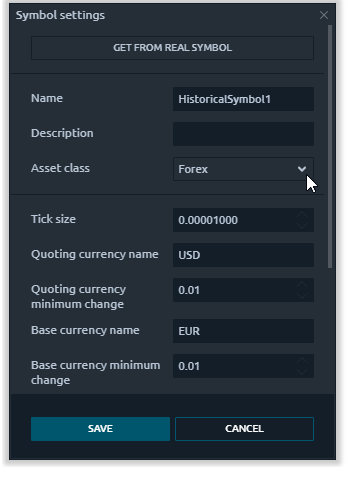 Symbol settings
GET FROM REAL SYMBOL
Name HistoricalSymbol1
Description
Asset class Forex
Tick size 0.00001000
Quoting currency name USD
Quoting currency
minimum change 0.01
Base currency name EUR
Base currency minimum
change 0.01
SAVE CANCEL